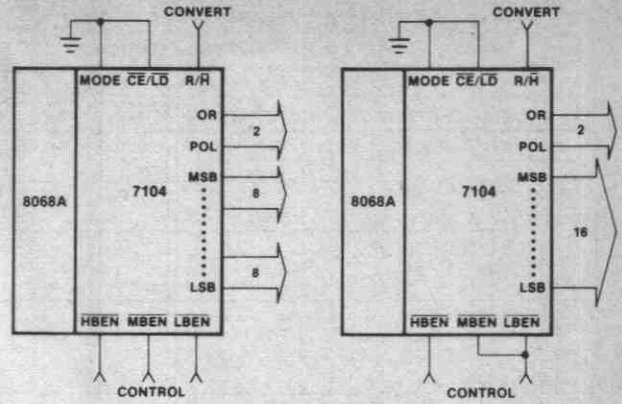 CONVERT
MODE CE/LD R/H
OR
2
POL
MSB
8068A
7104
8
8
LSB
HBEN MBEN LBEN
CONTROL
CONVERT
MODE CE/LD R/H
OR
2
POL
MSB
8068A
7104
16
LSB
HBEN MBEN LBEN
CONTROL